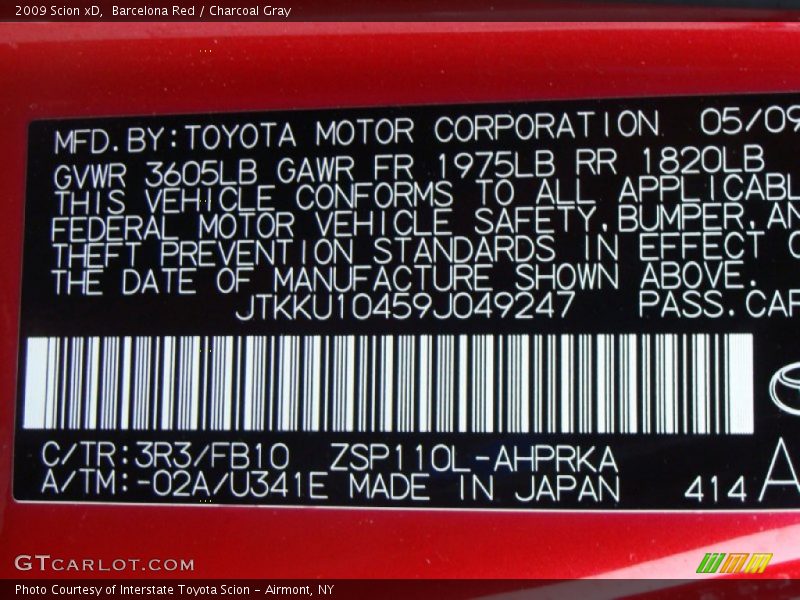 2009 Scion xD,  Barcelona Red / Charcoal Gray
MFD. BY: TOYOTA MOTOR CORPORATION 05/09
GVWR 3605LB GAWR FR 1975LB RR 1820LB
THIS VEHICLE CONFORMS TO ALL APPLICABL
FEDERAL MOTOR VEHICLE SAFETY, BUMPER, AN
THEFT PREVENTION STANDARDS IN EFFECT O
THE DATE OF MANUFACTURE SHOWN ABOVE.
JTKKU10459J049247 PASS. CAR
C/TR: 3R3/FB10 ZSP110L-AHPRKA
A/TM: -02A/U341E MADE IN JAPAN 414 A
GTCARLOT.COM
Photo Courtesy of Interstate Toyota Scion - Airmont, NY